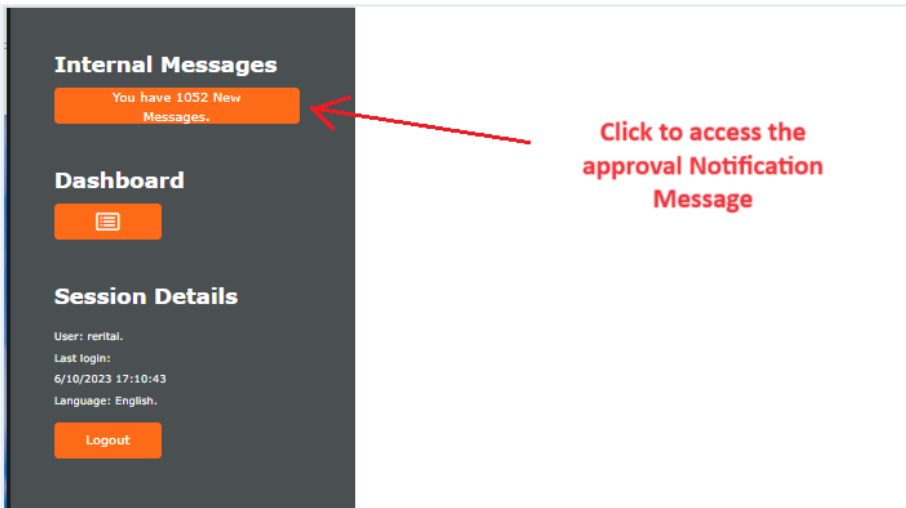 Internal Messages
You have 1052 New
Messages.
Click to access the
approval Notification
Message
Dashboard
Session Details
User: rerital.
Last login:
6/10/2023 17:10:43
Language: English.
Logout